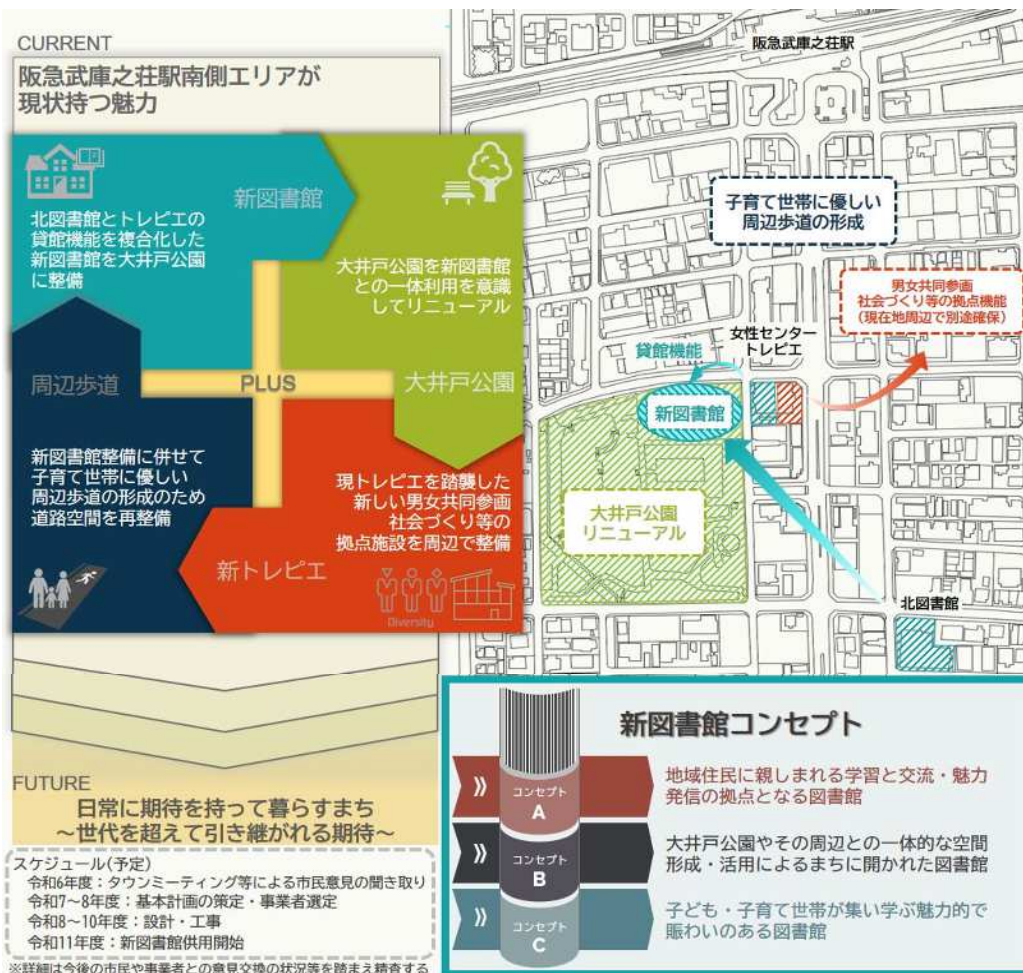 CURRENT
阪急武庫之荘駅南側エリアが
現状持つ魅力
新図書館
北図書館とトレピエの
貸館機能を複合化した
新図書館を大井戸公園
に整備
大井戸公園を新図書館
との一体利用を意識
してリニューアル
周辺歩道
PLUS
大井戸公園
新図書館整備に併せて
子育て世帯に優しい
周辺歩道の形成のため
道路空間を再整備
現トレピエを踏襲した
新しい男女共同参画
社会づくり等の
拠点施設を周辺で整備
新トレピエ
Diversity
FUTURE
日常に期待を持って暮らすまち
～世代を超えて引き継がれる期待～
スケジュール(予定)
令和6年度：タウンミーティング等による市民意見の聞き取り
令和7～8年度：基本計画の策定・事業者選定
令和8～10年度：設計・工事
令和11年度：新図書館供用開始
※詳細は今後の市民や事業者との意見交換の状況等を踏まえ精査する
阪急武庫之荘駅
子育て世帯に優しい
周辺歩道の形成
男女共同参画
社会づくり等の拠点機能
（現在地周辺で別途確保）
女性センター
トレピエ
貸館機能
新図書館
大井戸公園
リニューアル
北図書館
新図書館コンセプト
コンセプト
A
地域住民に親しまれる学習と交流・魅力
発信の拠点となる図書館
コンセプト
B
大井戸公園やその周辺との一体的な空間
形成・活用によるまちに開かれた図書館
コンセプト
C
子ども・子育て世帯が集い学ぶ魅力的で
賑わいのある図書館